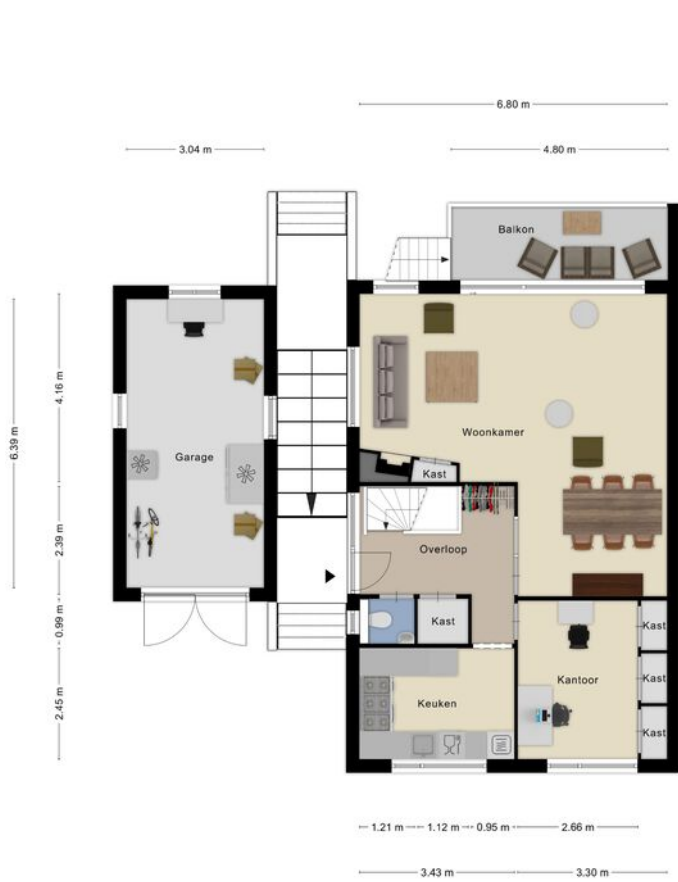 6.80 m
3.04 m
4.80 m
Balkon
4.16 m
6.39 m
Woonkamer
Garage
Kast
2.39 m
Overloop
0.99 m
Kast
Kast
Kantoor
Kast
2.45 m
Keuken
Kast
1.21 m
1.12 m
0.95 m
2.66 m
3.43 m
3.30 m